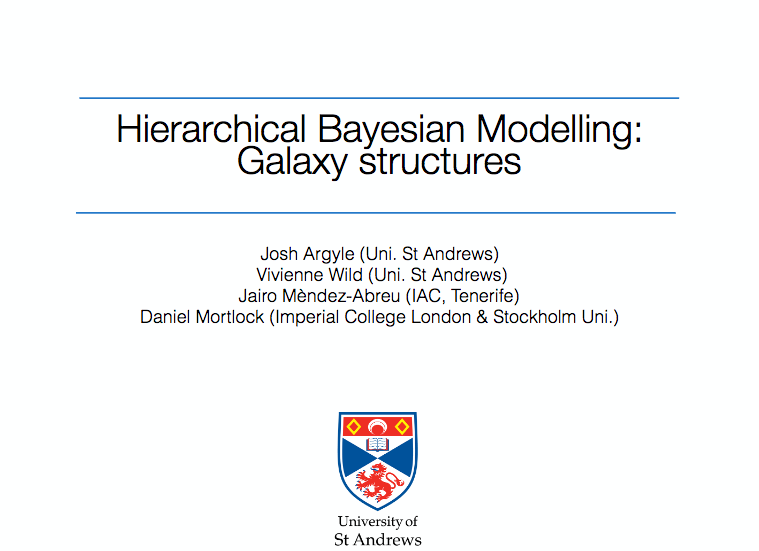 Hierarchical Bayesian Modelling:
Galaxy structures
Josh Argyle (Uni. St Andrews)
Vivienne Wild (Uni. St Andrews)
Jairo Mèndez-Abreu (IAC, Tenerife)
Daniel Mortlock (Imperial College London & Stockholm Uni.)
University of
St Andrews